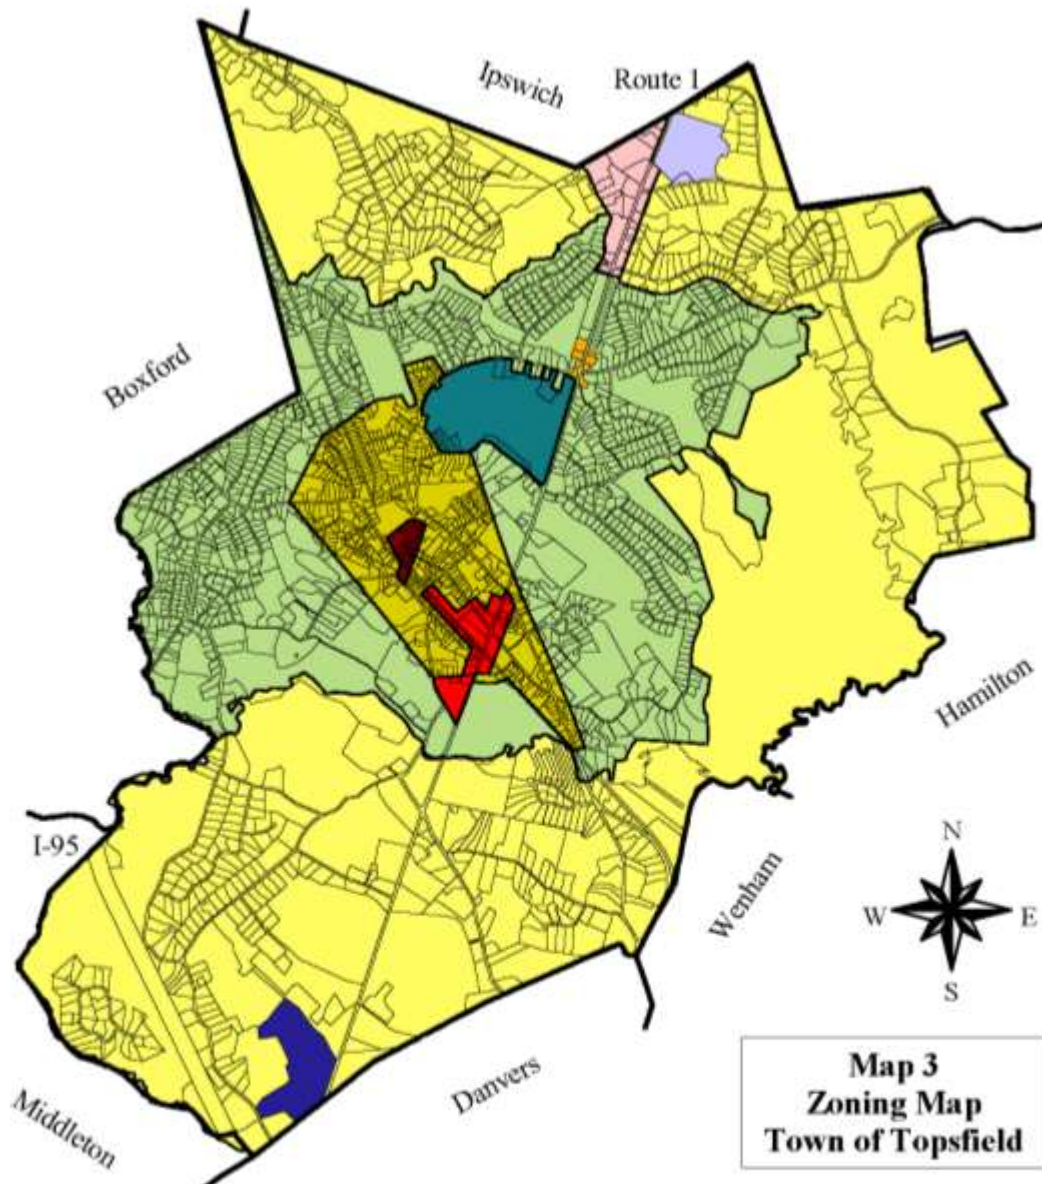 Ipswich
Route 1
Boxford
Hamilton
I-95
Wenham
N
W
E
S
Danvers
Middleton
Map 3
Zoning Map
Town of Topsfield